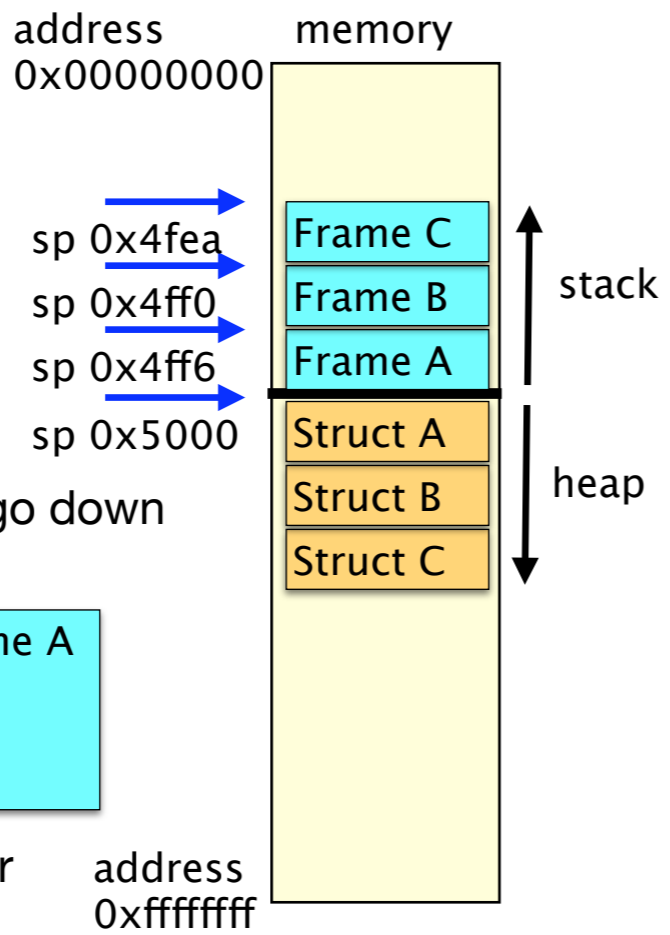 address
0x00000000
memory
sp 0x4fea
sp 0x4ff0
sp 0x4ff6
sp 0x5000
Frame C
Frame B
Frame A
Struct A
Struct B
Struct C
stack
heap
go down
me A
r
address
0xffffffff